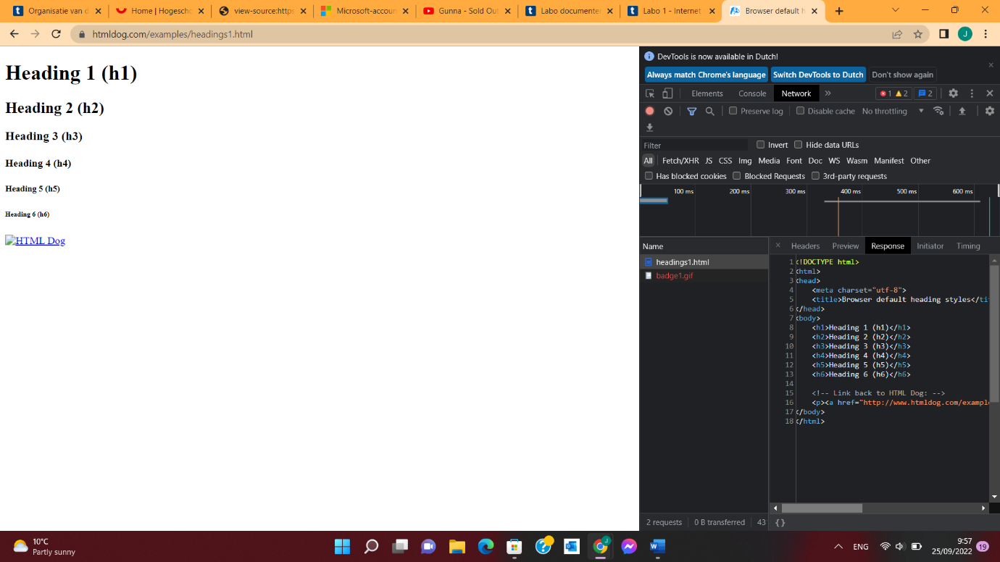 Organisatie van d
Home | Hogescho
view-source:https
Microsoft-accoun
Gunna - Sold Out
Labo documenten
Labo 1 - Internet
Browser default h
htmldog.com/examples/headings1.html
J
Heading 1 (h1)
Heading 2 (h2)
Heading 3 (h3)
Heading 4 (h4)
Heading 5 (h5)
Heading 6 (h6)
HTML Dog
DevTools is now available in Dutch!
Always match Chrome's language
Switch DevTools to Dutch
Don't show again
Elements Console Network » 1 2 2
Preserve log Disable cache No throttling
Filter Invert Hide data URLs
All Fetch/XHR JS CSS Img Media Font Doc WS Wasm Manifest Other
Has blocked cookies Blocked Requests 3rd-party requests
100 ms 200 ms 300 ms 400 ms 500 ms 600 ms
Name
headings1.html
badge1.gif
Headers Preview Response Initiator Timing
1 <!DOCTYPE html>
2 <html>
3 <head>
4 <meta charset="utf-8">
5 <title>Browser default heading styles</ti
6 </head>
7 <body>
8 <h1>Heading 1 (h1)</h1>
9 <h2>Heading 2 (h2)</h2>
10 <h3>Heading 3 (h3)</h3>
11 <h4>Heading 4 (h4)</h4>
12 <h5>Heading 5 (h5)</h5>
13 <h6>Heading 6 (h6)</h6>
14
15 <!-- Link back to HTML Dog: -->
16 <p><a href="http://www.htmldog.com/example
17 </body>
18 </html>
2 requests 0 B transferred 43
{}
10°C
Partly sunny
ENG
9:57
25/09/2022
19